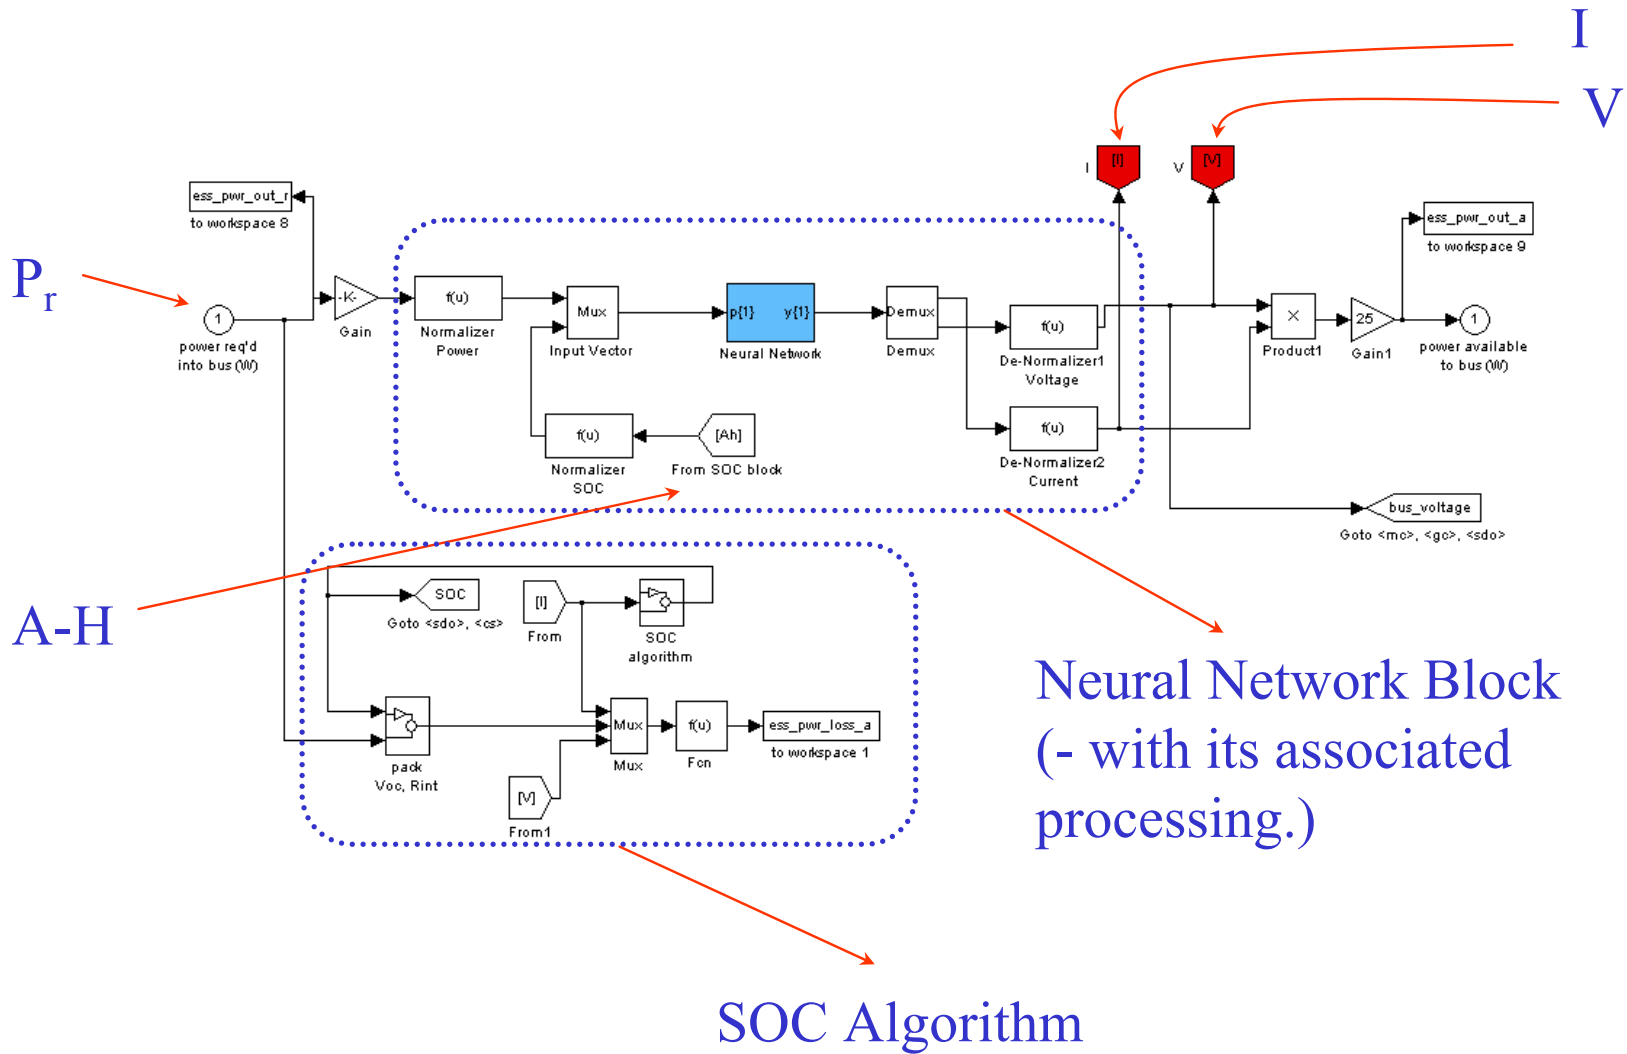 I
V
I
[I]
V
[V]
ess_pwr_out_r
to workspace 8
ess_pwr_out_a
to workspace 9
Pr
1
power req'd
into bus (W)
-K-
Gain
f(u)
Normalizer
Power
Mux
Input Vector
p{1} y{1}
Neural Network
Demux
Demux
f(u)
De-Normalizer1
Voltage
X
Product1
25
Gain1
1
power available
to bus (W)
f(u)
Normalizer
SOC
[Ah]
From SOC block
f(u)
De-Normalizer2
Current
bus_voltage
Goto <mc>, <gc>, <sdo>
A-H
SOC
Goto <sdo>, <cs>
[I]
From
SOC
algorithm
pack
Voc, Rint
Mux
Mux
f(u)
Fcn
ess_pwr_loss_a
to workspace 1
[V]
From1
Neural Network Block
(- with its associated
processing.)
SOC Algorithm